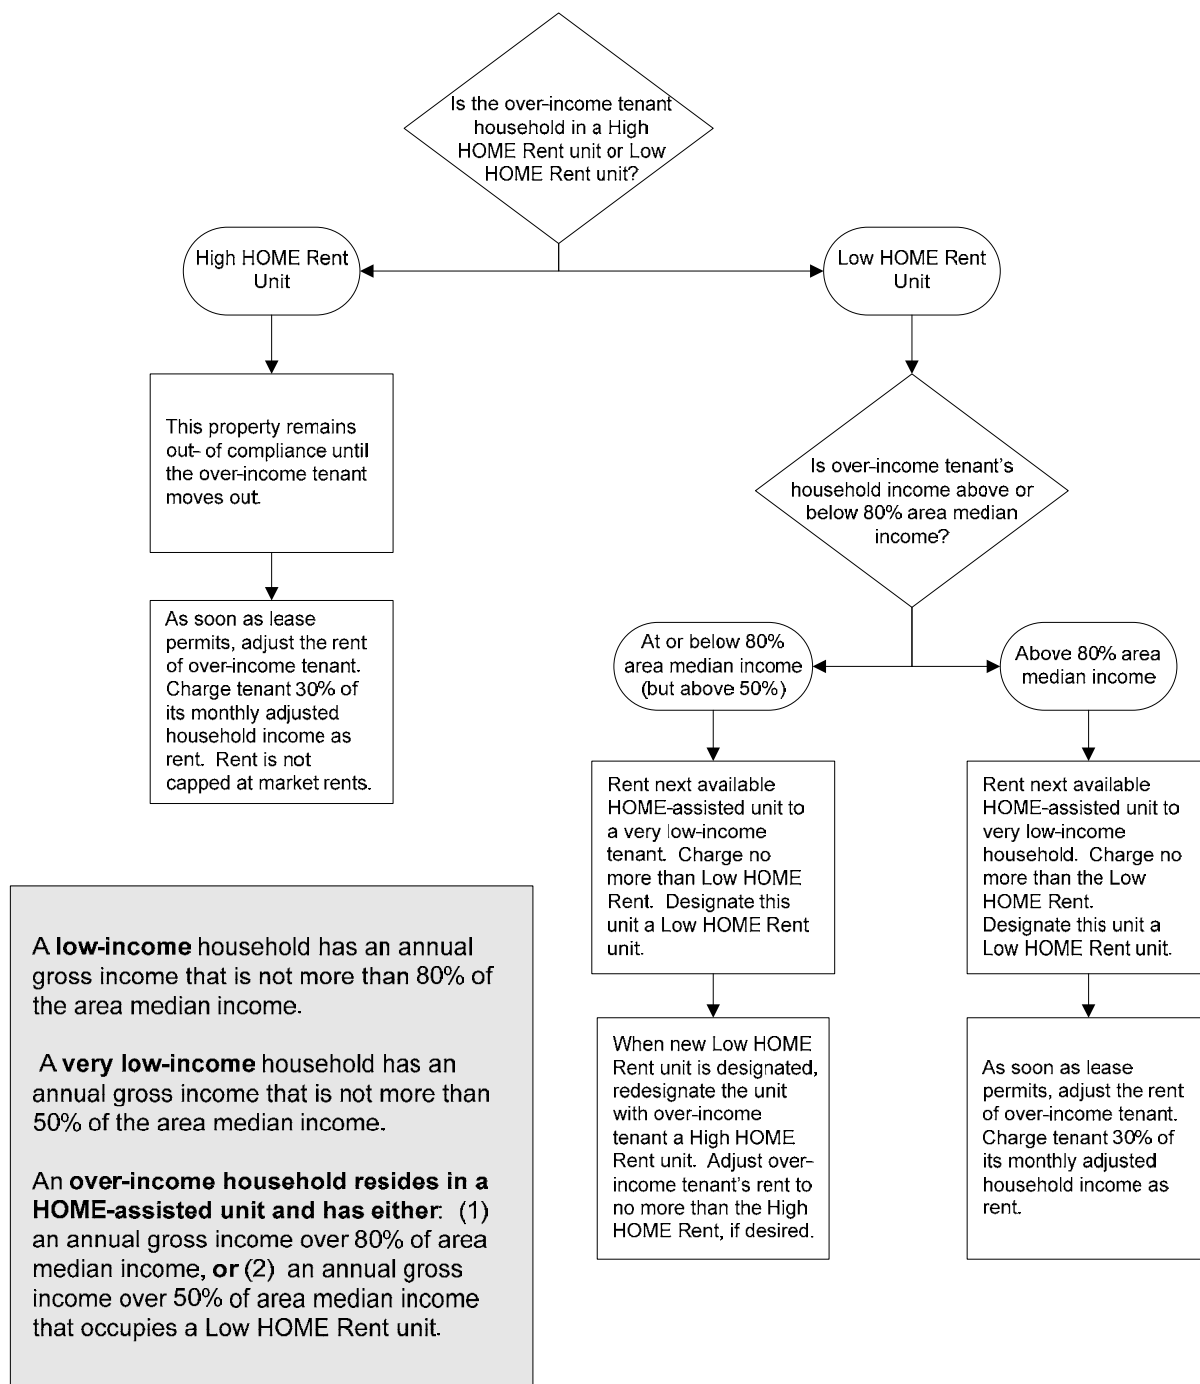 Is the over-income tenant
household in a High
HOME Rent unit or Low
HOME Rent unit?
High HOME Rent
Unit
Low HOME Rent
Unit
This property remains
out- of compliance until
the over-income tenant
moves out.
As soon as lease
permits, adjust the rent
of over-income tenant.
Charge tenant 30% of
its monthly adjusted
household income as
rent.  Rent is not
capped at market rents.
Is over-income tenant's
household income above or
below 80% area median
income?
At or below 80%
area median income
(but above 50%)
Above 80% area
median income
Rent next available
HOME-assisted unit to
a very low-income
tenant.  Charge no
more than Low HOME
Rent.  Designate this
unit a Low HOME Rent
unit.
When new Low HOME
Rent unit is designated,
redesignate the unit
with over-income
tenant a High HOME
Rent unit.  Adjust over-
income tenant's rent to
no more than the High
HOME Rent, if desired.
Rent next available
HOME-assisted unit to
very low-income
household.  Charge no
more than the Low
HOME Rent.
Designate this unit a
Low HOME Rent unit.
As soon as lease
permits, adjust the rent
of over-income tenant.
Charge tenant 30% of
its monthly adjusted
household income as
rent.
A low-income household has an annual
gross income that is not more than 80% of
the area median income.
A very low-income household has an
annual gross income that is not more than
50% of the area median income.
An over-income household resides in a
HOME-assisted unit and has either:  (1)
an annual gross income over 80% of area
median income, or (2)  an annual gross
income over 50% of area median income
that occupies a Low HOME Rent unit.